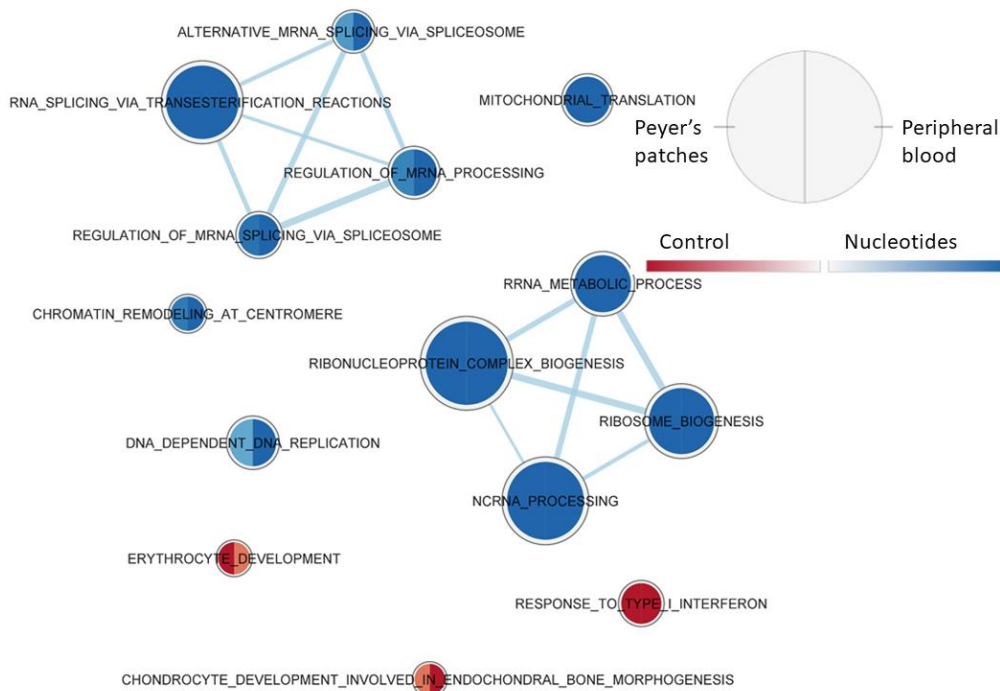 ALTERNATIVE_MRNA_SPLICING_VIA_SPLICEOSOME
RNA_SPLICING_VIA_TRANSESTERIFICATION_REACTIONS
MITOCHONDRIAL_TRANSLATION
Peyer's
patches
Peripheral
blood
REGULATION_OF_MRNA_PROCESSING
REGULATION_OF_MRNA_SPLICING_VIA_SPLICEOSOME
Control
Nucleotides
RRNA_METABOLIC_PROCESS
CHROMATIN_REMODELING_AT_CENTROMERE
RIBONUCLEOPROTEIN_COMPLEX_BIOGENESIS
RIBOSOME_BIOGENESIS
DNA_DEPENDENT_DNA_REPLICATION
NCRNA_PROCESSING
ERYTHROCYTE_DEVELOPMENT
RESPONSE_TO_TYPE_I_INTERFERON
CHONDROCYTE_DEVELOPMENT_INVOLVED_IN_ENDOCHONDRAL_BONE_MORPHOGENESIS